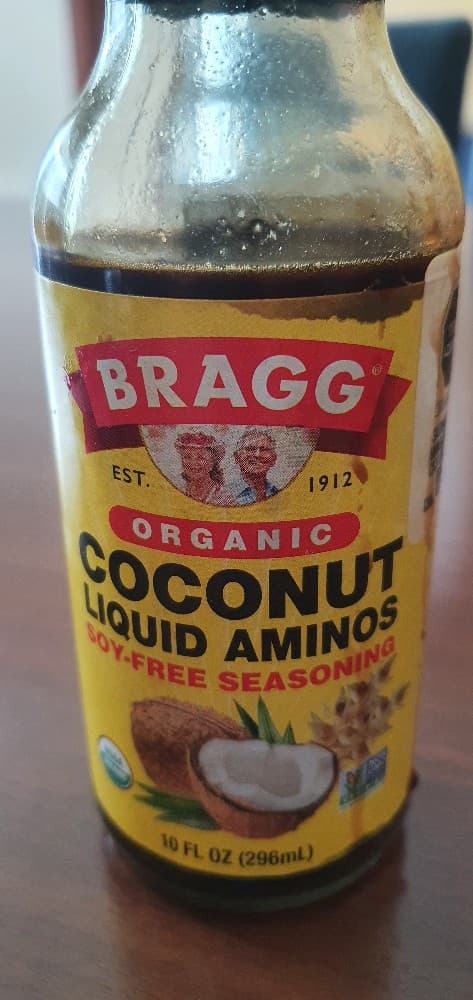 BRAGG®
EST. 1912
ORGANIC
COCONUT
LIQUID AMINOS
SOY-FREE SEASONING
10 FL OZ (296mL)